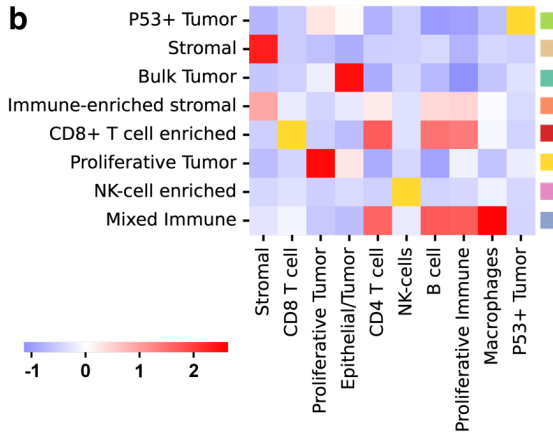 b
P53+ Tumor
Stromal
Bulk Tumor
Immune-enriched stromal
CD8+ T cell enriched
Proliferative Tumor
NK-cell enriched
Mixed Immune
Stromal
CD8 T cell
Proliferative Tumor
Epithelial/Tumor
CD4 T cell
NK-cells
B cell
Proliferative Immune
Macrophages
P53+ Tumor
-1 0 1 2